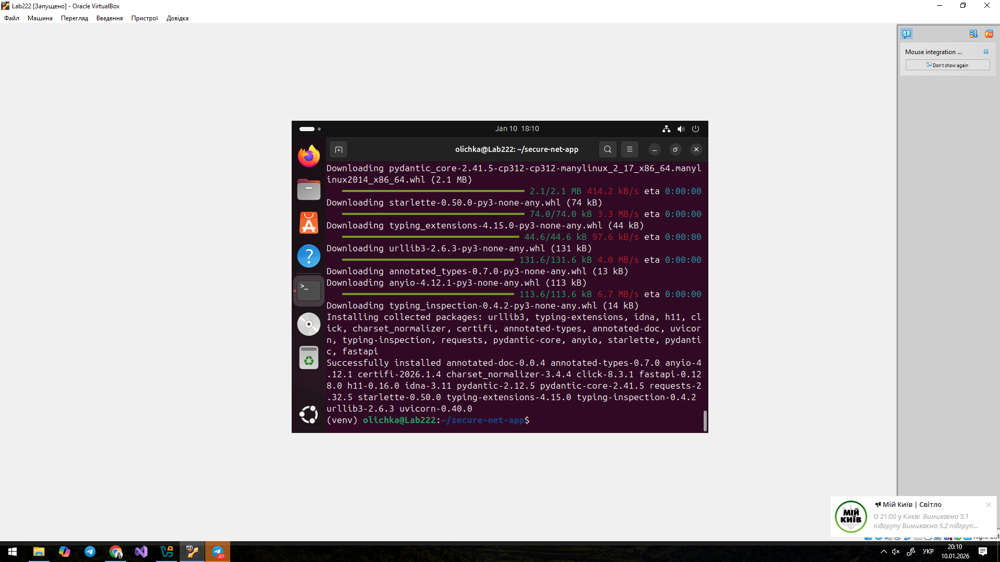 Lab222 [Запущено] - Oracle VirtualBox
Файл Машина Перегляд Введення Пристрої Довідка
Mouse integration ...
Don't show again
Jan 10 18:10
olichka@Lab222: ~/secure-net-app
Downloading pydantic_core-2.41.5-cp312-cp312-manylinux_2_17_x86_64.manyl
inux2014_x86_64.whl (2.1 MB)
2.1/2.1 MB 414.2 kB/s eta 0:00:00
Downloading starlette-0.50.0-py3-none-any.whl (74 kB)
74.0/74.0 kB 3.3 MB/s eta 0:00:00
Downloading typing_extensions-4.15.0-py3-none-any.whl (44 kB)
44.6/44.6 kB 97.6 kB/s eta 0:00:00
Downloading urllib3-2.6.3-py3-none-any.whl (131 kB)
131.6/131.6 kB 4.0 MB/s eta 0:00:00
Downloading annotated_types-0.7.0-py3-none-any.whl (13 kB)
Downloading anyio-4.12.1-py3-none-any.whl (113 kB)
113.6/113.6 kB 6.7 MB/s eta 0:00:00
Downloading typing_inspection-0.4.2-py3-none-any.whl (14 kB)
Installing collected packages: urllib3, typing-extensions, idna, h11, cl
ick, charset_normalizer, certifi, annotated-types, annotated-doc, uvicor
n, typing-inspection, requests, pydantic-core, anyio, starlette, pydanti
c, fastapi
Successfully installed annotated-doc-0.0.4 annotated-types-0.7.0 anyio-4
.12.1 certifi-2026.1.4 charset_normalizer-3.4.4 click-8.3.1 fastapi-0.12
8.0 h11-0.16.0 idna-3.11 pydantic-2.12.5 pydantic-core-2.41.5 requests-2
.32.5 starlette-0.50.0 typing-extensions-4.15.0 typing-inspection-0.4.2
urllib3-2.6.3 uvicorn-0.40.0
(venv) olichka@Lab222:~/secure-net-app$
МІЙ КИЇВ
Мій Київ | Світло
О 21:00 у Києві Вимикаємо 5.1
підгрупу Вимикаємо 5.2 підгруп...
Right Ctrl
.01
УКР
20:10
10.01.2026